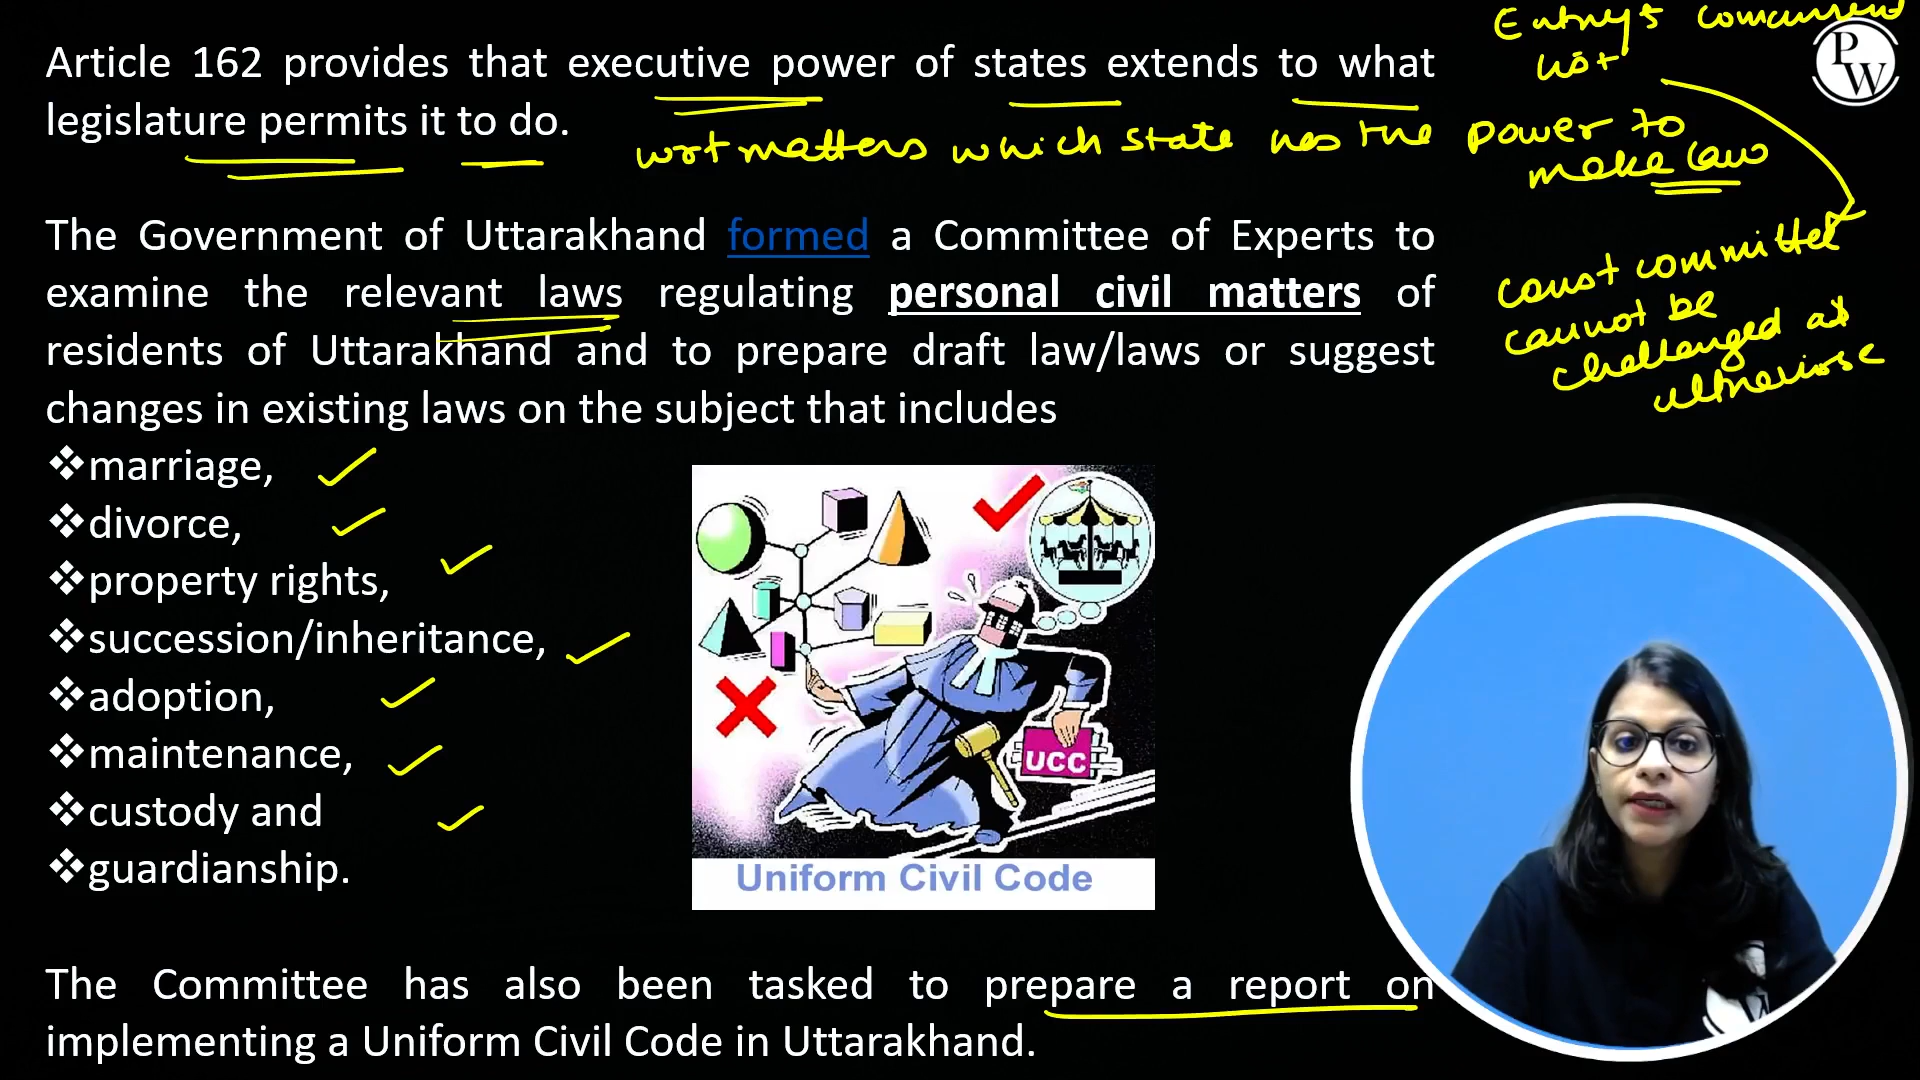 Article 162 provides that executive power of states extends to what
legislature permits it to do.
Entry 5 concurrent
list
wrt matters which state has the power to
make law
const committee
cannot be
challenged as
The Government of Uttarakhand formed a Committee of Experts to
examine the relevant laws regulating personal civil matters of
residents of Uttarakhand and to prepare draft law/laws or suggest
changes in existing laws on the subject that includes
❖marriage,
❖divorce,
❖property rights,
❖succession/inheritance,
❖adoption,
❖maintenance,
❖custody and
❖guardianship.
UCC
Uniform Civil Code
The Committee has also been tasked to prepare a report on
implementing a Uniform Civil Code in Uttarakhand.
PW